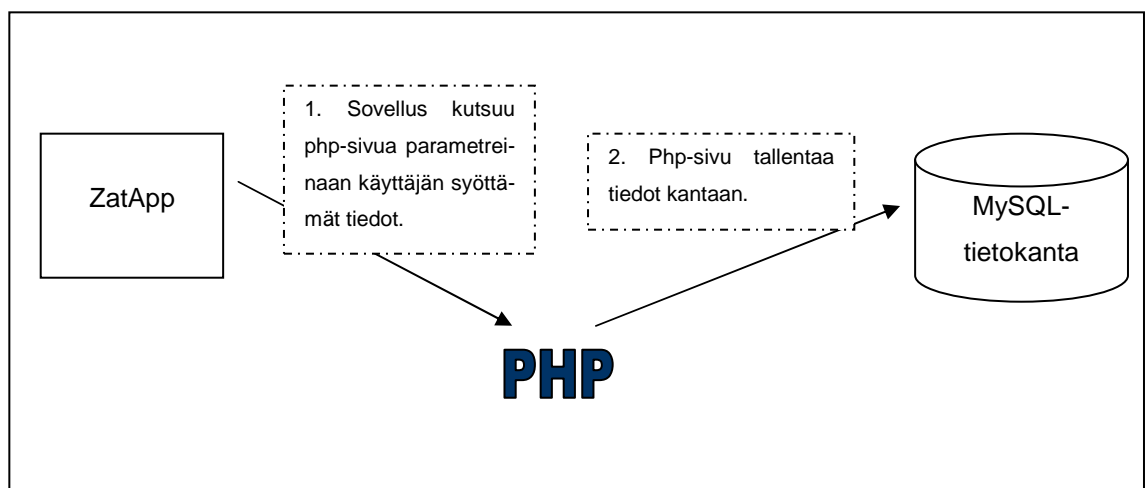 ZatApp
1. Sovellus kutsuu
php-sivua parametrei-
naan käyttäjän syöttä-
mät tiedot.
2. Php-sivu tallentaa
tiedot kantaan.
MySQL-
tietokanta
PHP